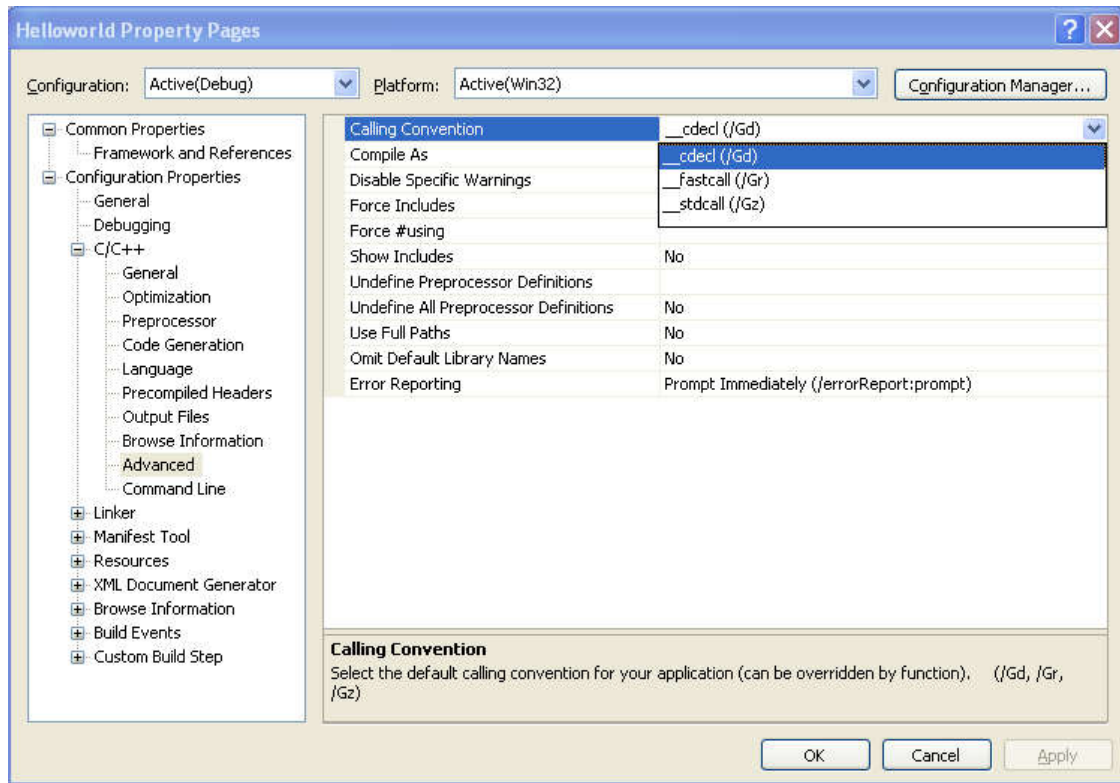 Helloworld Property Pages
Configuration: Active(Debug) Platform: Active(Win32) Configuration Manager...
Common Properties
Framework and References
Configuration Properties
General
Debugging
C/C++
General
Optimization
Preprocessor
Code Generation
Language
Precompiled Headers
Output Files
Browse Information
Advanced
Command Line
Linker
Manifest Tool
Resources
XML Document Generator
Browse Information
Build Events
Custom Build Step
Calling Convention __cdecl (/Gd)
Compile As
Disable Specific Warnings
Force Includes
Force #using
__cdecl (/Gd)
__fastcall (/Gr)
__stdcall (/Gz)
Show Includes No
Undefine Preprocessor Definitions
Undefine All Preprocessor Definitions No
Use Full Paths No
Omit Default Library Names No
Error Reporting Prompt Immediately (/errorReport:prompt)
Calling Convention
Select the default calling convention for your application (can be overridden by function). (/Gd, /Gr,
/Gz)
OK Cancel Apply